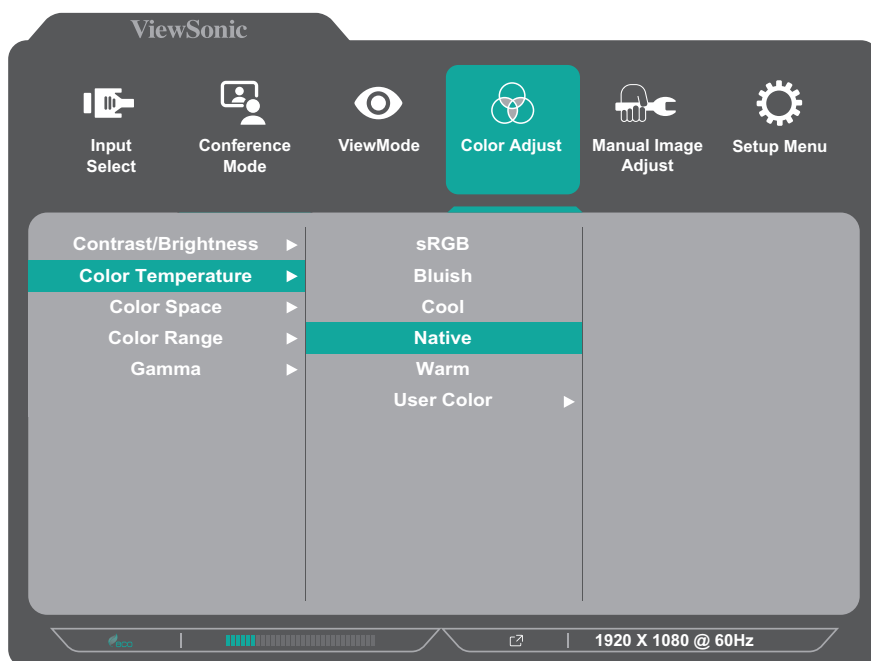 ViewSonic
Input Select
Conference Mode
ViewMode
Color Adjust
Manual Image Adjust
Setup Menu
Contrast/Brightness
Color Temperature
Color Space
Color Range
Gamma
sRGB
Bluish
Cool
Native
Warm
User Color
eco
1920 X 1080 @ 60Hz